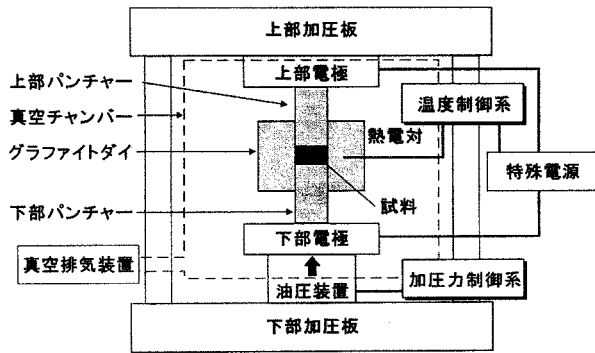 上部加圧板
上部電極
上部パンチャー
真空チャンバー
温度制御系
熱電対
グラファイトダイ
特殊電源
試料
下部パンチャー
下部電極
真空排気装置
加圧力制御系
油圧装置
下部加圧板